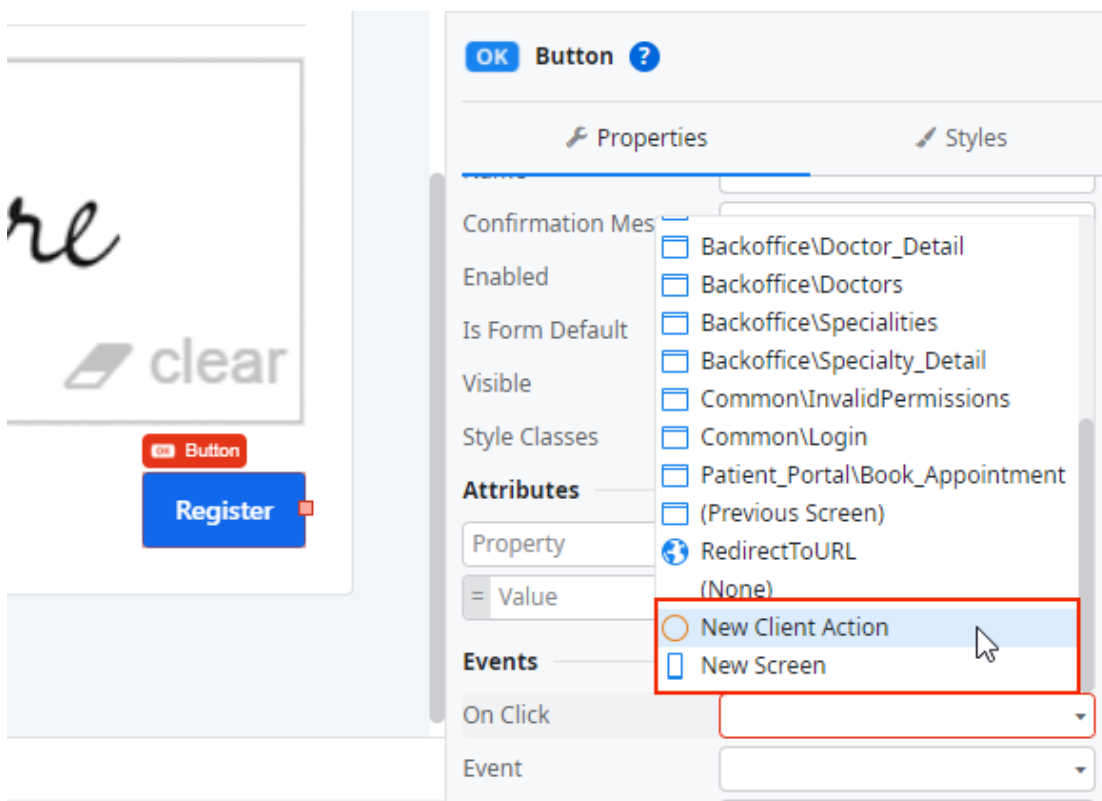 OK Button ?
Properties
Styles
Confirmation Mes
Enabled
Is Form Default
Visible
Style Classes
Attributes
Property
= Value
Events
On Click
Event
Backoffice\Doctor_Detail
Backoffice\Doctors
Backoffice\Specialities
Backoffice\Specialty_Detail
Common\InvalidPermissions
Common\Login
Patient_Portal\Book_Appointment
(Previous Screen)
RedirectToURL
(None)
New Client Action
New Screen
re
clear
OK Button
Register